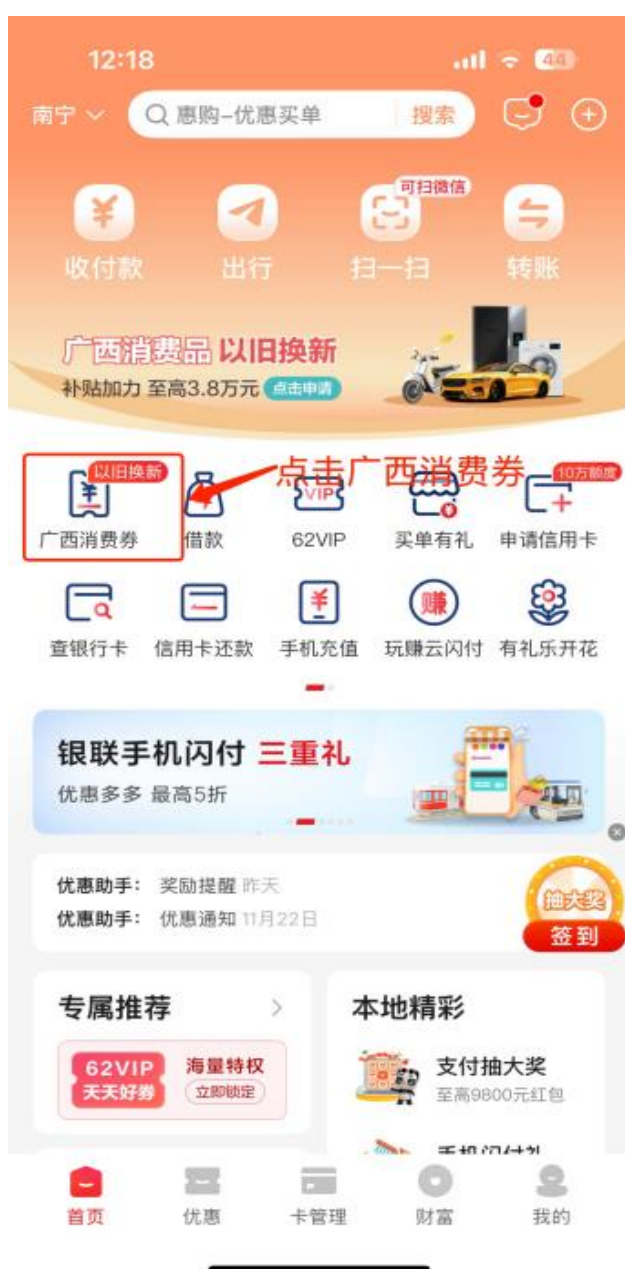 12:18
44
南宁
惠购-优惠买单
搜索
可扫微信
收付款
出行
扫一扫
转账
广西消费品 以旧换新
补贴加力 至高3.8万元 点击申请
点击广西消费券
以旧换新
VIP
10万额度
广西消费券
借款
62VIP
买单有礼
申请信用卡
赚
查银行卡
信用卡还款
手机充值
玩赚云闪付
有礼乐开花
银联手机闪付 三重礼
优惠多多 最高5折
优惠助手： 奖励提醒 昨天
优惠助手： 优惠通知 11月22日
抽大奖
签到
专属推荐
本地精彩
62VIP
天天好券
海量特权
立即锁定
支付抽大奖
至高9800元红包
手机闪付礼
首页
优惠
卡管理
财富
我的